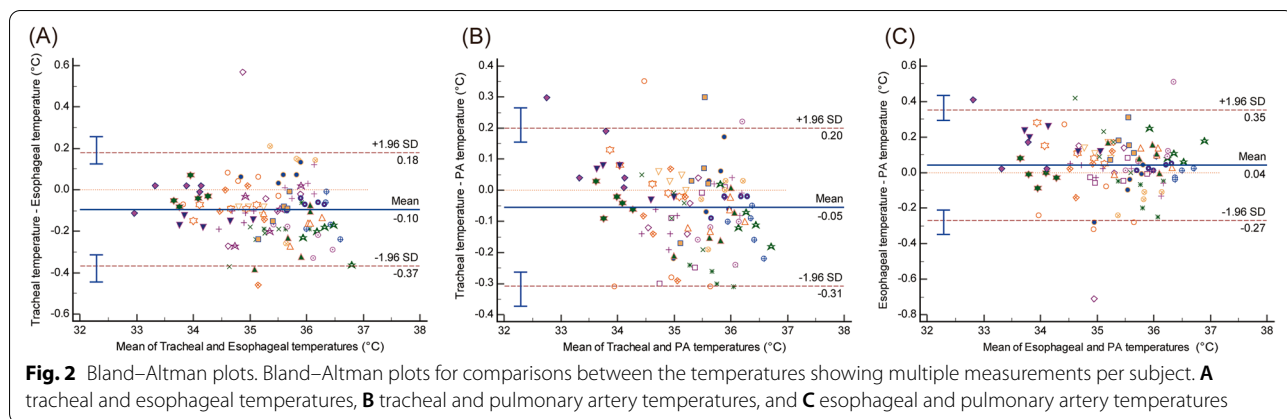 (A)
Tracheal temperature - Esophageal temperature (°C)
0.6
0.4
0.2
0.0
-0.2
-0.4
-0.6
+1.96 SD
0.18
Mean
-0.10
-1.96 SD
-0.37
32 33 34 35 36 37 38
Mean of Tracheal and Esophageal temperatures (°C)
(B)
Tracheal temperature - PA temperature (°C)
0.4
0.3
0.2
0.1
0.0
-0.1
-0.2
-0.3
-0.4
+1.96 SD
0.20
Mean
-0.05
-1.96 SD
-0.31
32 33 34 35 36 37 38
Mean of Tracheal and PA temperatures (°C)
(C)
Esophageal temperature - PA temperature (°C)
0.8
0.6
0.4
0.2
0.0
-0.2
-0.4
-0.6
-0.8
+1.96 SD
0.35
Mean
0.04
-1.96 SD
-0.27
32 33 34 35 36 37 38
Mean of Esophageal and PA temperatures (°C)
Fig. 2 Bland–Altman plots. Bland–Altman plots for comparisons between the temperatures showing multiple measurements per subject. A
tracheal and esophageal temperatures, B tracheal and pulmonary artery temperatures, and C esophageal and pulmonary artery temperatures